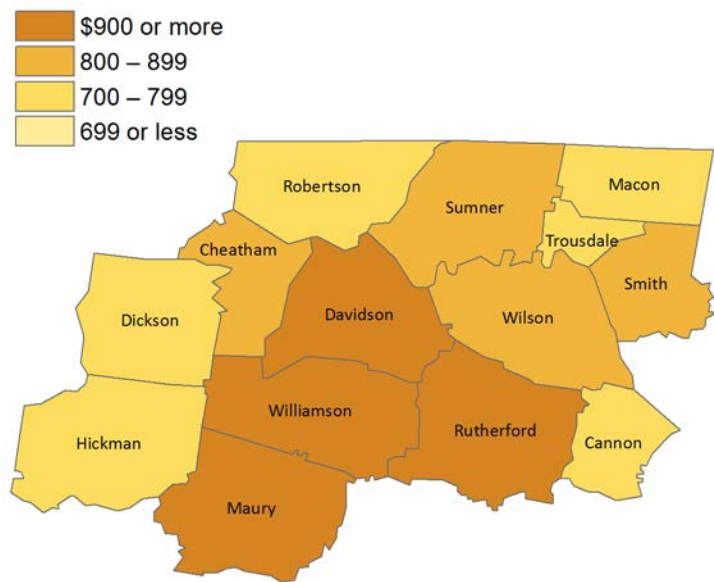 $900 or more
800 – 899
700 – 799
699 or less
Robertson
Macon
Sumner
Trousdale
Cheatham
Smith
Davidson
Wilson
Dickson
Williamson
Rutherford
Hickman
Cannon
Maury